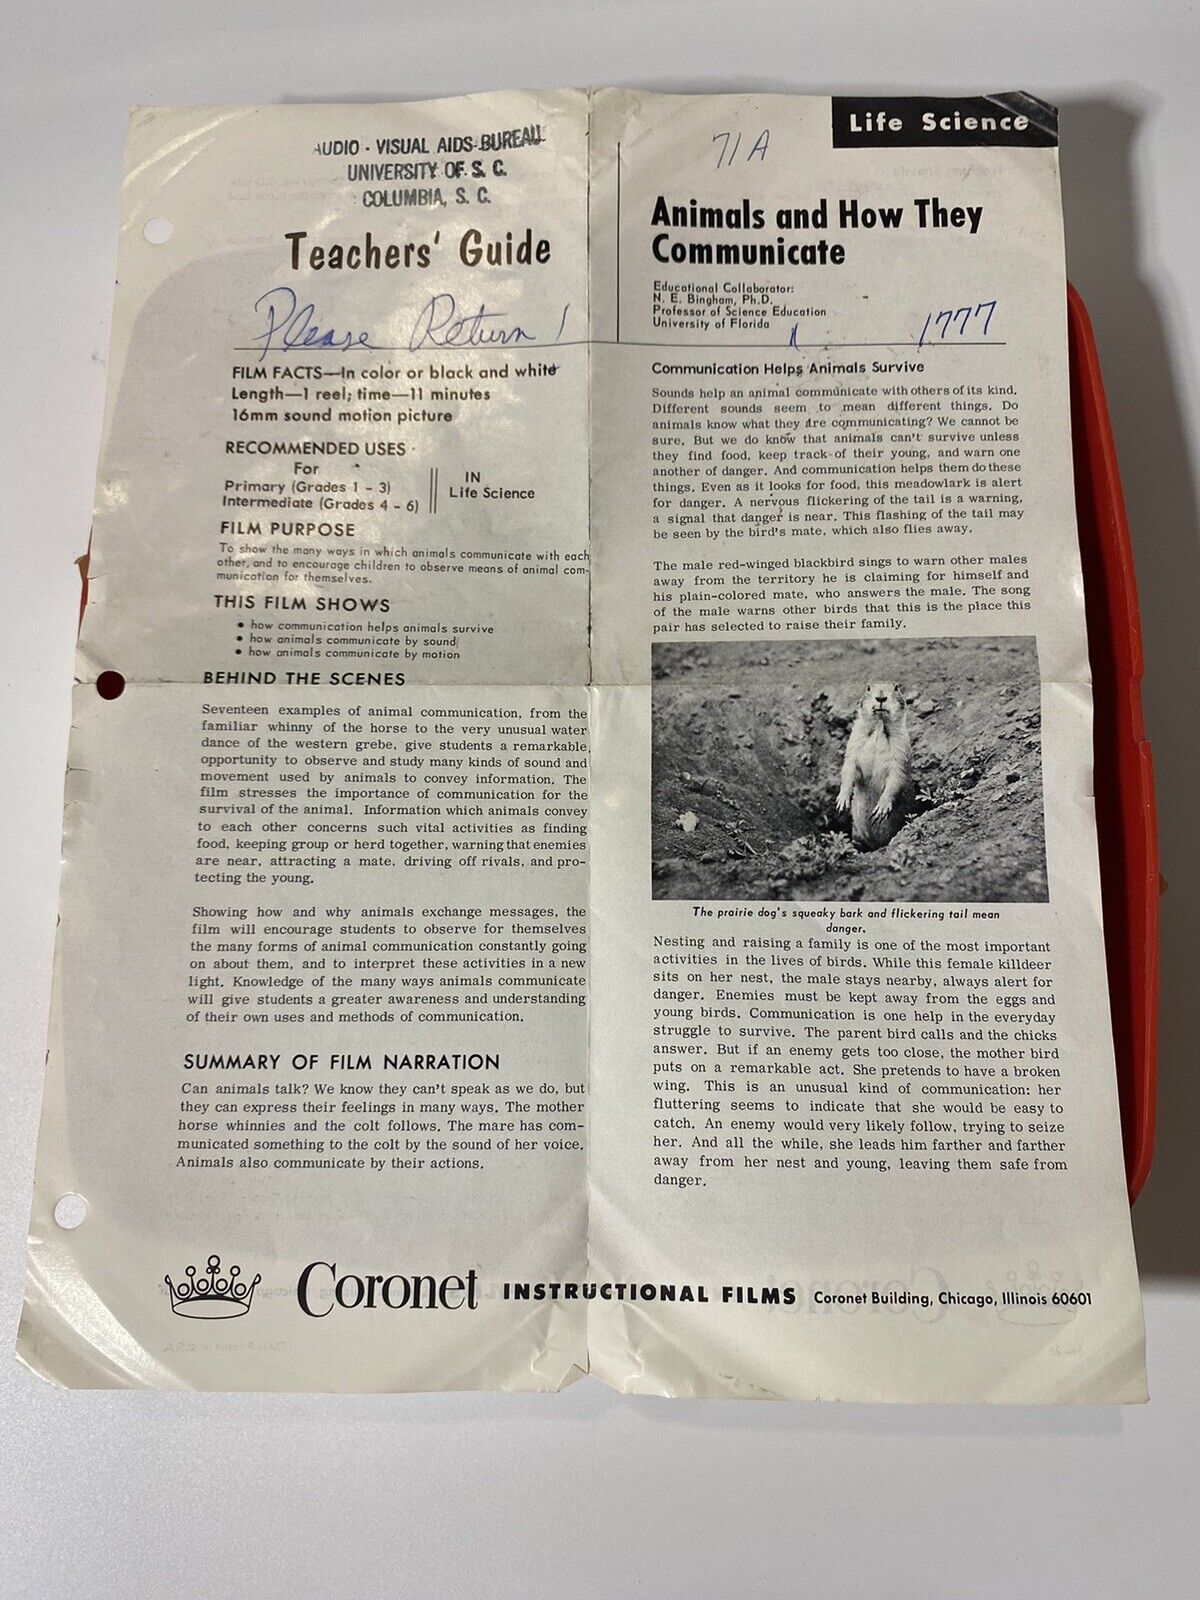 AUDIO - VISUAL AIDS BUREAU
UNIVERSITY OF S. C.
COLUMBIA, S. C.
Teachers' Guide
Please Return !
FILM FACTS—In color or black and white
Length—1 reel; time—11 minutes
16mm sound motion picture
RECOMMENDED USES
For
Primary (Grades 1 - 3)
Intermediate (Grades 4 - 6)
IN
Life Science
FILM PURPOSE
To show the many ways in which animals communicate with each
other, and to encourage children to observe means of animal com-
munication for themselves.
THIS FILM SHOWS
• how communication helps animals survive
• how animals communicate by sound
• how animals communicate by motion
BEHIND THE SCENES
Seventeen examples of animal communication, from the
familiar whinny of the horse to the very unusual water
dance of the western grebe, give students a remarkable
opportunity to observe and study many kinds of sound and
movement used by animals to convey information. The
film stresses the importance of communication for the
survival of the animal. Information which animals convey
to each other concerns such vital activities as finding
food, keeping group or herd together, warning that enemies
are near, attracting a mate, driving off rivals, and pro-
tecting the young.
Showing how and why animals exchange messages, the
film will encourage students to observe for themselves
the many forms of animal communication constantly going
on about them, and to interpret these activities in a new
light. Knowledge of the many ways animals communicate
will give students a greater awareness and understanding
of their own uses and methods of communication.
SUMMARY OF FILM NARRATION
Can animals talk? We know they can't speak as we do, but
they can express their feelings in many ways. The mother
horse whinnies and the colt follows. The mare has com-
municated something to the colt by the sound of her voice.
Animals also communicate by their actions.
71A
Life Science
Animals and How They
Communicate
Educational Collaborator:
N. E. Bingham, Ph.D.
Professor of Science Education
University of Florida
1777
Communication Helps Animals Survive
Sounds help an animal communicate with others of its kind.
Different sounds seem to mean different things. Do
animals know what they are communicating? We cannot be
sure. But we do know that animals can't survive unless
they find food, keep track of their young, and warn one
another of danger. And communication helps them do these
things. Even as it looks for food, this meadowlark is alert
for danger. A nervous flickering of the tail is a warning,
a signal that danger is near. This flashing of the tail may
be seen by the bird's mate, which also flies away.
The male red-winged blackbird sings to warn other males
away from the territory he is claiming for himself and
his plain-colored mate, who answers the male. The song
of the male warns other birds that this is the place this
pair has selected to raise their family.
The prairie dog's squeaky bark and flickering tail mean
danger.
Nesting and raising a family is one of the most important
activities in the lives of birds. While this female killdeer
sits on her nest, the male stays nearby, always alert for
danger. Enemies must be kept away from the eggs and
young birds. Communication is one help in the everyday
struggle to survive. The parent bird calls and the chicks
answer. But if an enemy gets too close, the mother bird
puts on a remarkable act. She pretends to have a broken
wing. This is an unusual kind of communication: her
fluttering seems to indicate that she would be easy to
catch. An enemy would very likely follow, trying to seize
her. And all the while, she leads him farther and farther
away from her nest and young, leaving them safe from
danger.
Coronet INSTRUCTIONAL FILMS Coronet Building, Chicago, Illinois 60601